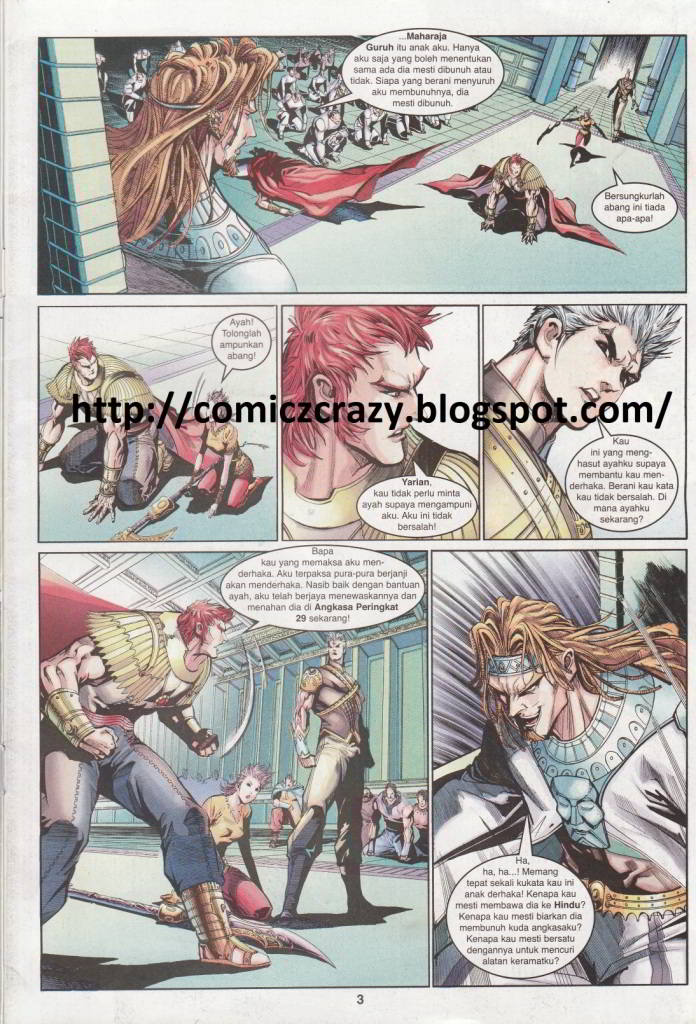 ...Maharaja
Guruh itu anak aku. Hanya
aku saja yang boleh menentukan
sama ada dia mesti dibunuh atau
tidak. Siapa yang berani menyuruh
aku membunuhnya, dia
mesti dibunuh.
Bersungkurlah
abang ini tiada
apa-apa!
Ayah!
Tolonglah
ampunkan
abang!
Yarian,
kau tidak perlu minta
ayah supaya mengampuni
aku. Aku ini tidak
bersalah!
Kau
ini yang meng-
hasut ayahku supaya
membantu kau men-
derhaka. Berani kau kata
kau tidak bersalah. Di
mana ayahku
sekarang?
http://comiczcrazy.blogspot.com/
Bapa
kau yang memaksa aku men-
derhaka. Aku terpaksa pura-pura berjanji
akan menderhaka. Nasib baik dengan bantuan
ayah, aku telah berjaya menewaskannya dan
menahan dia di Angkasa Peringkat
29 sekarang!
Ha,
ha, ha...! Memang
tepat sekali kukata kau ini
anak derhaka! Kenapa kau
mesti membawa dia ke Hindu?
Kenapa kau mesti biarkan dia
membunuh kuda angkasaku?
Kenapa kau mesti bersatu
dengannya untuk mencuri
alatan keramatku?
3